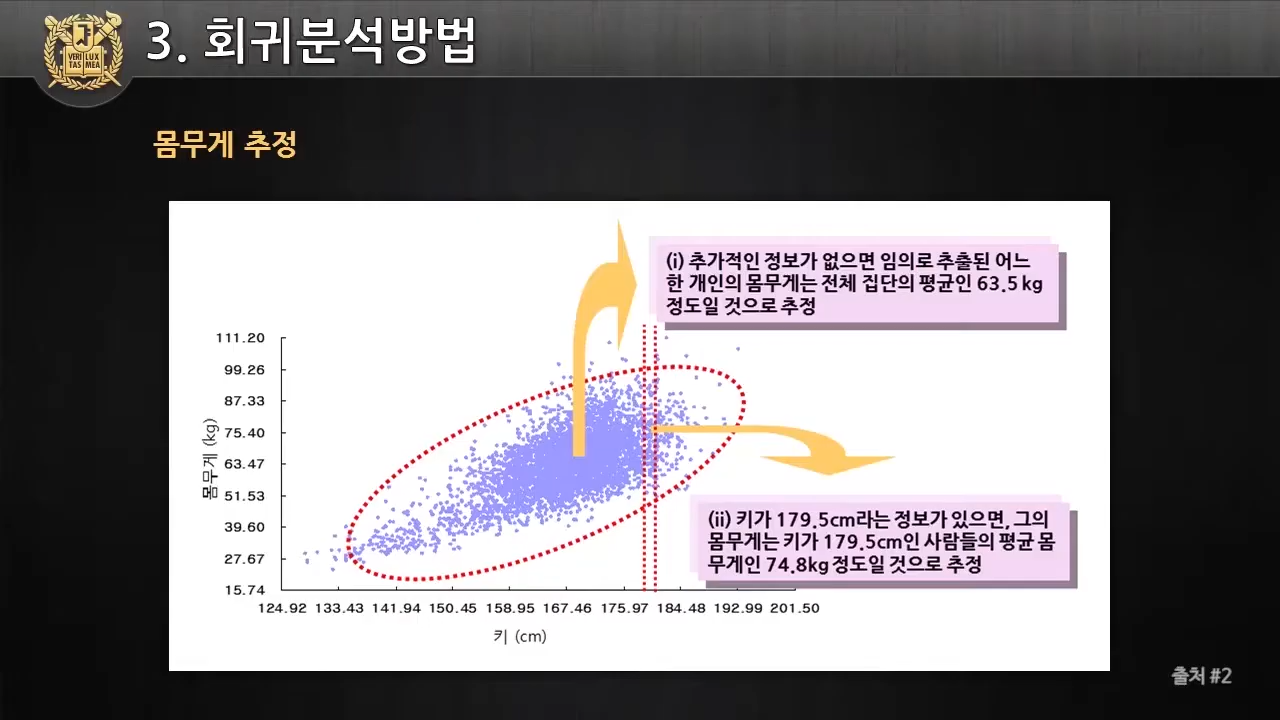 3. 회귀분석방법
VERI LUX
TAS MEA
몸무게 추정
(i) 추가적인 정보가 없으면 임의로 추출된 어느
한 개인의 몸무게는 전체 집단의 평균인 63.5 kg
정도일 것으로 추정
111.20
99.26
87.33
75.40
63.47
51.53
39.60
27.67
15.74
몸무게 (kg)
(ii) 키가 179.5cm라는 정보가 있으면, 그의
몸무게는 키가 179.5cm인 사람들의 평균 몸
무게인 74.8kg 정도일 것으로 추정
124.92 133.43 141.94 150.45 158.95 167.46 175.97 184.48 192.99 201.50
키 (cm)
출처 #2